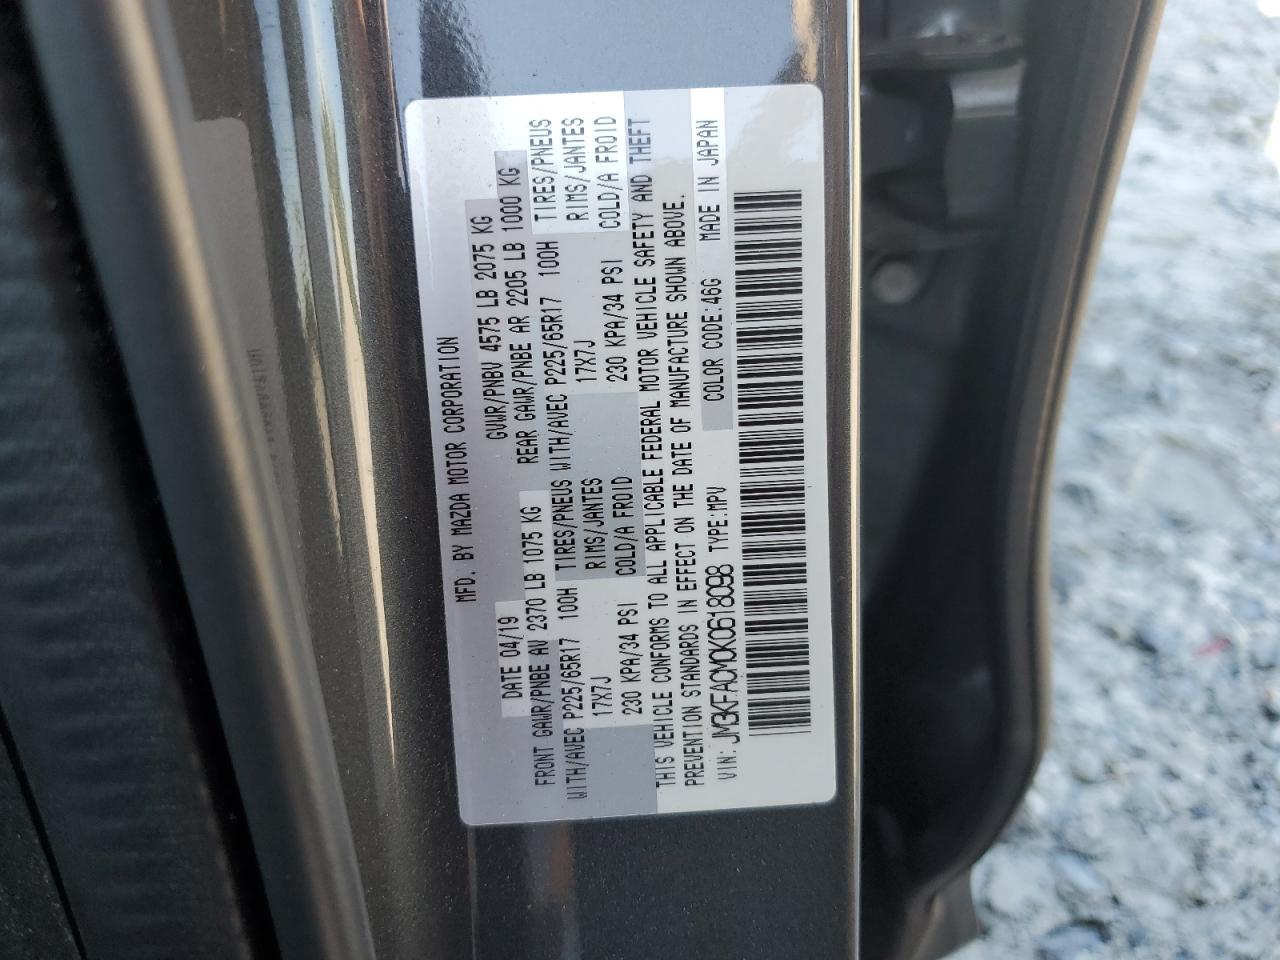 MFD. BY MAZDA MOTOR CORPORATION
DATE 04/19 GVWR/PNBV 4575 LB 2075 KG
FRONT GAWR/PNBE AV 2370 LB 1075 KG REAR GAWR/PNBE AR 2205 LB 1000 KG
WITH/AVEC P225/65R17 100H TIRES/PNEUS WITH/AVEC P225/65R17 100H TIRES/PNEUS
17X7J RIMS/JANTES 17X7J RIMS/JANTES
230 KPA/34 PSI COLD/A FROID 230 KPA/34 PSI COLD/A FROID
THIS VEHICLE CONFORMS TO ALL APPLICABLE FEDERAL MOTOR VEHICLE SAFETY AND THEFT
PREVENTION STANDARDS IN EFFECT ON THE DATE OF MANUFACTURE SHOWN ABOVE.
VIN: JM3KFACM0K0618098 TYPE:MPV COLOR CODE:46G MADE IN JAPAN